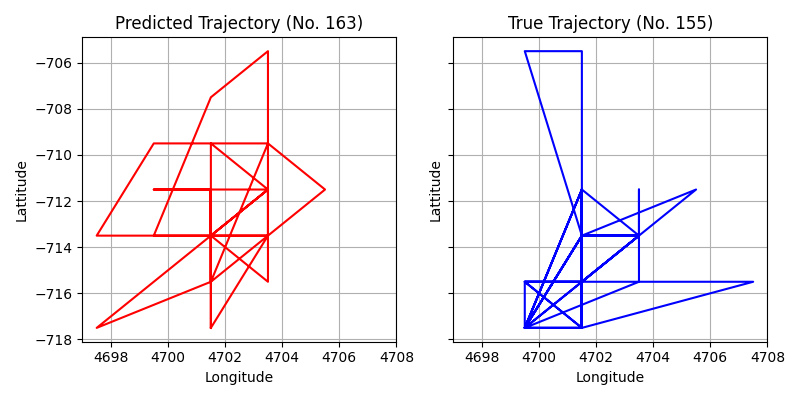 Predicted Trajectory (No. 163)
True Trajectory (No. 155)
Lattitude
−706
−708
−710
−712
−714
−716
−718
4698 4700 4702 4704 4706 4708
Longitude
Lattitude
4698 4700 4702 4704 4706 4708
Longitude